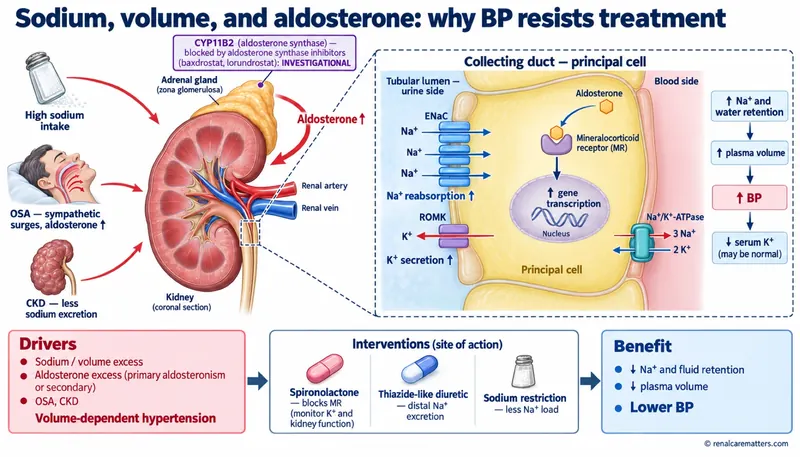 Sodium, volume, and aldosterone: why BP resists treatment
CYP11B2 (aldosterone synthase) —
blocked by aldosterone synthase inhibitors
(baxdrostat, lorundrostat): INVESTIGATIONAL
High sodium
intake
Adrenal gland
(zona glomerulosa)
Aldosterone ↑
OSA — sympathetic
surges, aldosterone ↑
Renal artery
Renal vein
CKD — less
sodium excretion
Kidney
(coronal section)
Collecting duct — principal cell
Tubular lumen —
urine side
Blood side
ENaC
Na⁺
Na⁺
Na⁺
Na⁺ reabsorption ↑
Aldosterone
Mineralocorticoid
receptor (MR)
↑ gene
transcription
Nucleus
ROMK
K⁺
K⁺ secretion ↑
Principal cell
Na⁺/K⁺-ATPase
3 Na⁺
2 K⁺
↑ Na⁺ and
water retention
↑ plasma volume
↑ BP
↓ serum K⁺
(may be normal)
Drivers
● Sodium / volume excess
● Aldosterone excess (primary aldosteronism
or secondary)
● OSA, CKD
Volume-dependent hypertension
Interventions (site of action)
Spironolactone
— blocks MR
(monitor K⁺ and
kidney function)
Thiazide-like diuretic
— distal Na⁺
excretion
Sodium restriction
— less Na⁺ load
Benefit
● ↓ Na⁺ and fluid retention
● ↓ plasma volume
● Lower BP
© renalcarematters.com